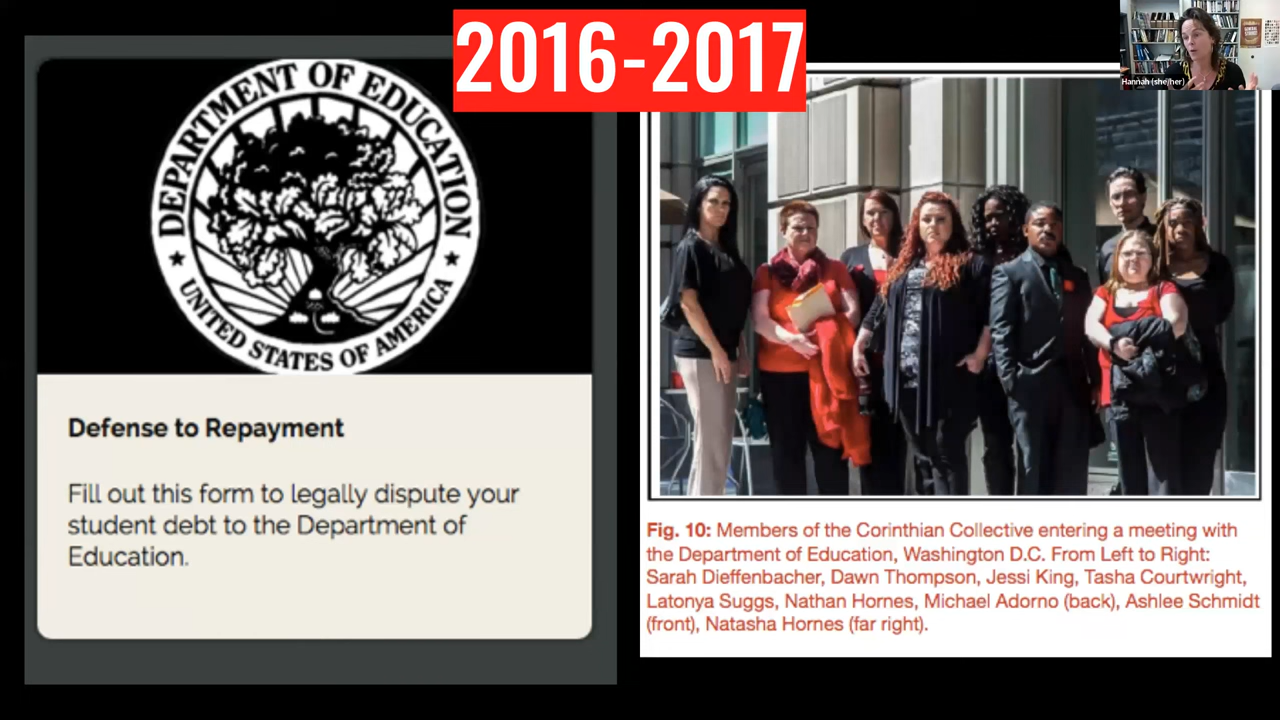 2016-2017
Hannah (she/her)
DEPARTMENT OF EDUCATION
UNITED STATES OF AMERICA
Defense to Repayment
Fill out this form to legally dispute your
student debt to the Department of
Education.
Fig. 10: Members of the Corinthian Collective entering a meeting with
the Department of Education, Washington D.C. From Left to Right:
Sarah Dieffenbacher, Dawn Thompson, Jessi King, Tasha Courtwright,
Latonya Suggs, Nathan Hornes, Michael Adorno (back), Ashlee Schmidt
(front), Natasha Hornes (far right).